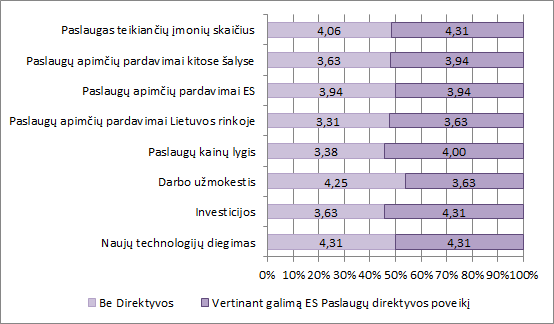 Paslaugas teikiančių įmonių skaičius 4,06 4,31
Paslaugų apimčių pardavimai kitose šalyse 3,63 3,94
Paslaugų apimčių pardavimai ES 3,94 3,94
Paslaugų apimčių pardavimai Lietuvos rinkoje 3,31 3,63
Paslaugų kainų lygis 3,38 4,00
Darbo užmokestis 4,25 3,63
Investicijos 3,63 4,31
Naujų technologijų diegimas 4,31 4,31
0% 10% 20% 30% 40% 50% 60% 70% 80% 90% 100%
Be Direktyvos Vertinant galimą ES Paslaugų direktyvos poveikį